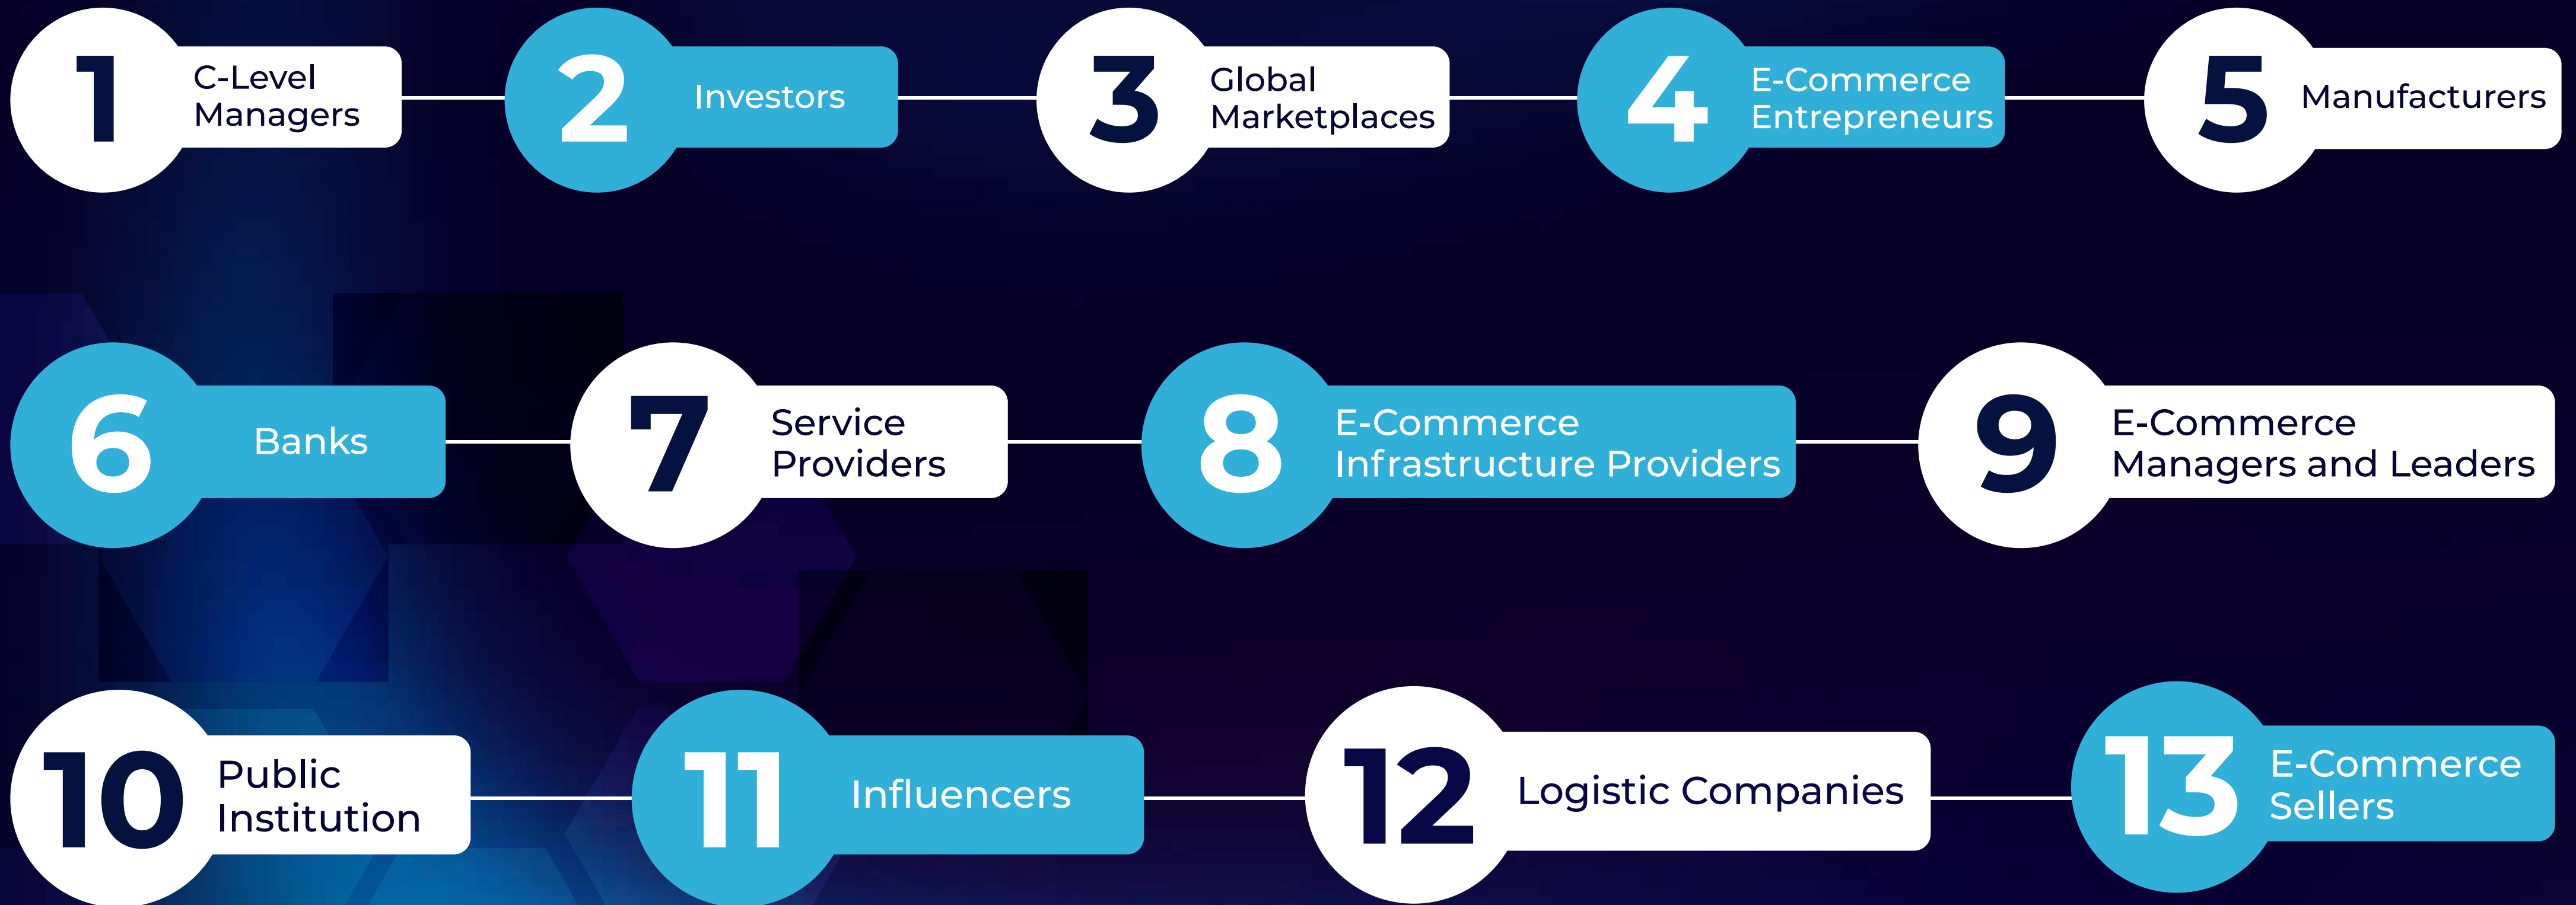 1
C-Level
Managers
2
Investors
3
Global
Marketplaces
4
E-Commerce
Entrepreneurs
5
Manufacturers
6
Banks
7
Service
Providers
8
E-Commerce
Infrastructure Providers
9
E-Commerce
Managers and Leaders
10
Public
Institution
11
Influencers
12
Logistic Companies
13
E-Commerce
Sellers